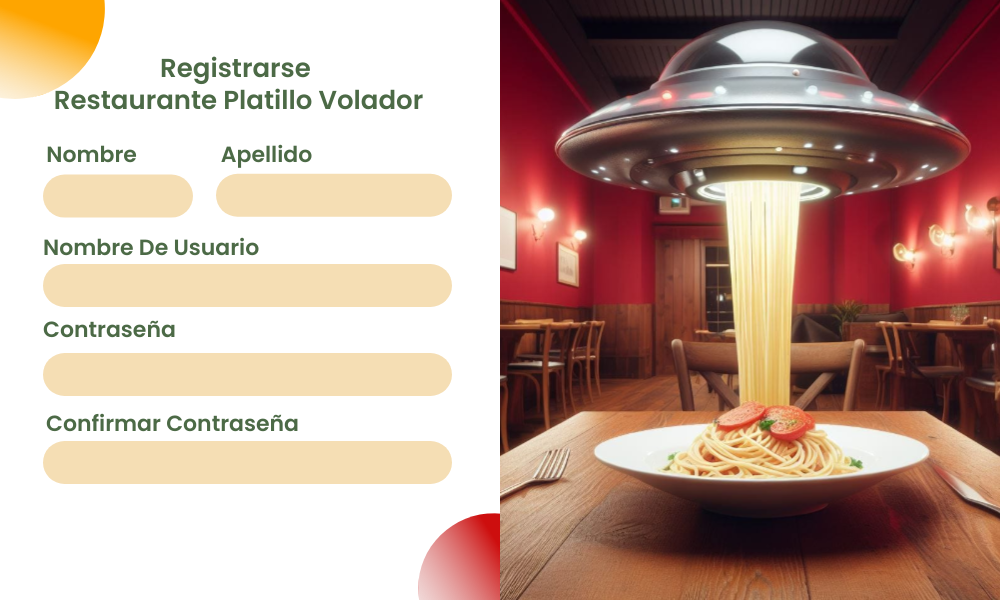 Registrarse
Restaurante Platillo Volador
Nombre Apellido
Nombre De Usuario
Contraseña
Confirmar Contraseña